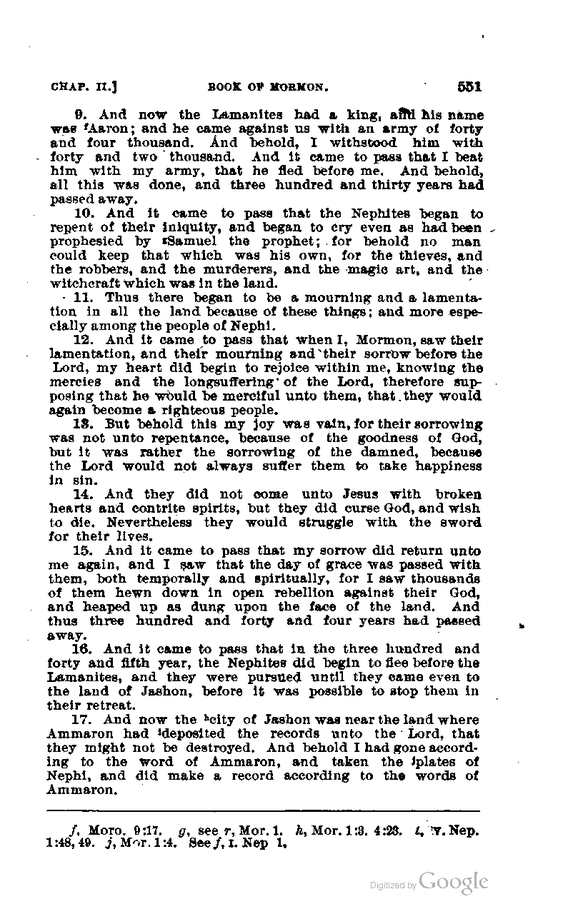 CHAP. II.] BOOK OF MORMON. 551
9. And now the Lamanites had a king, and his name
was fAaron; and he came against us with an army of forty
and four thousand. And behold, I withstood him with
forty and two thousand. And it came to pass that I beat
him with my army, that he fled before me. And behold,
all this was done, and three hundred and thirty years had
passed away.
10. And it came to pass that the Nephites began to
repent of their iniquity, and began to cry even as had been
prophesied by gSamuel the prophet; for behold no man
could keep that which was his own, for the thieves, and
the robbers, and the murderers, and the magic art, and the
witchcraft which was in the land.
11. Thus there began to be a mourning and a lamenta-
tion in all the land because of these things; and more espe-
cially among the people of Nephi.
12. And it came to pass that when I, Mormon, saw their
lamentation, and their mourning and their sorrow before the
Lord, my heart did begin to rejoice within me, knowing the
mercies and the longsuffering of the Lord, therefore sup-
posing that he would be merciful unto them, that they would
again become a righteous people.
13. But behold this my joy was vain, for their sorrowing
was not unto repentance, because of the goodness of God,
but it was rather the sorrowing of the damned, because
the Lord would not always suffer them to take happiness
in sin.
14. And they did not come unto Jesus with broken
hearts and contrite spirits, but they did curse God, and wish
to die. Nevertheless they would struggle with the sword
for their lives.
15. And it came to pass that my sorrow did return unto
me again, and I saw that the day of grace was passed with
them, both temporally and spiritually, for I saw thousands
of them hewn down in open rebellion against their God,
and heaped up as dung upon the face of the land. And
thus three hundred and forty and four years had passed
away.
16. And it came to pass that in the three hundred and
forty and fifth year, the Nephites did begin to flee before the
Lamanites, and they were pursued until they came even to
the land of Jashon, before it was possible to stop them in
their retreat.
17. And now the hcity of Jashon was near the land where
Ammaron had ideposited the records unto the Lord, that
they might not be destroyed. And behold I had gone accord-
ing to the word of Ammaron, and taken the jplates of
Nephi, and did make a record according to the words of
Ammaron.
f, Moro. 9:17. g, see r, Mor. 1. h, Mor. 1:3. 4:23. i, IV. Nep.
1:48, 49. j, Mor. 1:4. See f, I. Nep 1.
Digitized by Google